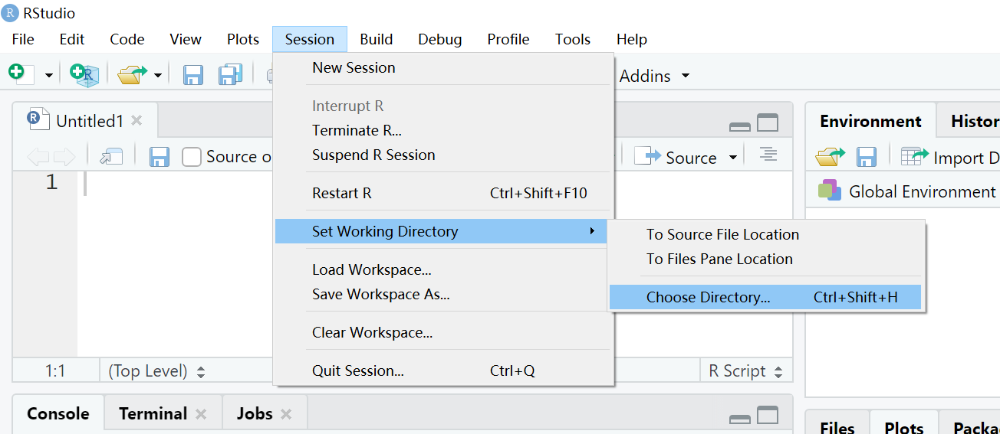 R RStudio
File Edit Code View Plots Session Build Debug Profile Tools Help
R Addins
New Session
Interrupt R
Terminate R...
Suspend R Session
Restart R Ctrl+Shift+F10
Set Working Directory
Load Workspace...
Save Workspace As...
Clear Workspace...
Quit Session... Ctrl+Q
To Source File Location
To Files Pane Location
Choose Directory... Ctrl+Shift+H
R Untitled1
Source o
Source
1
1:1 (Top Level) R Script
Console Terminal Jobs
Environment Histor
Import D
Global Environment
Files Plots Packa